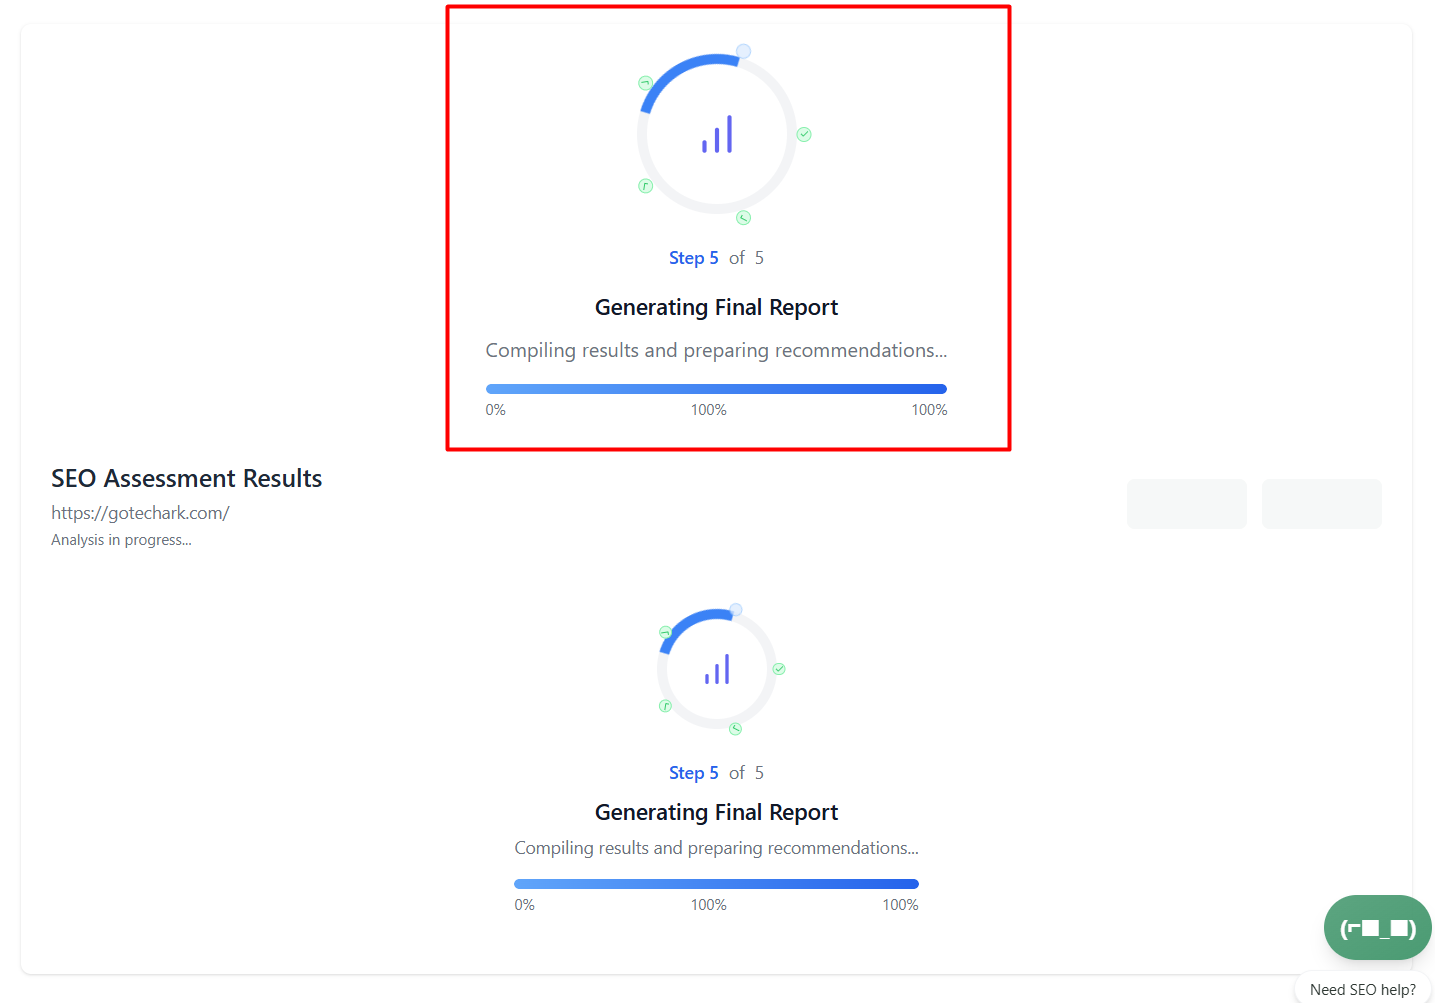 Step 5 of 5
Generating Final Report
Compiling results and preparing recommendations...
0% 100% 100%
SEO Assessment Results
https://gotechark.com/
Analysis in progress...
Step 5 of 5
Generating Final Report
Compiling results and preparing recommendations...
0% 100% 100%
(⌐■_■)
Need SEO help?